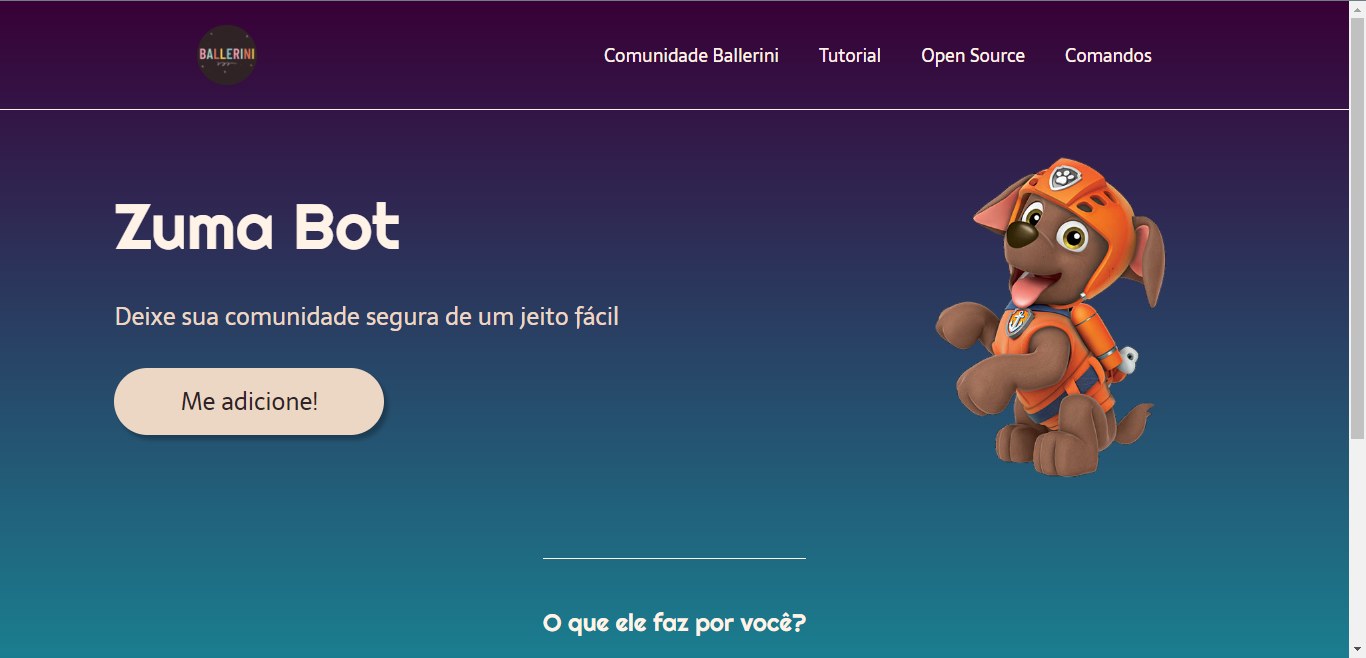 BALLERINI
Comunidade Ballerini
Tutorial
Open Source
Comandos
Zuma Bot
Deixe sua comunidade segura de um jeito fácil
Me adicione!
O que ele faz por você?